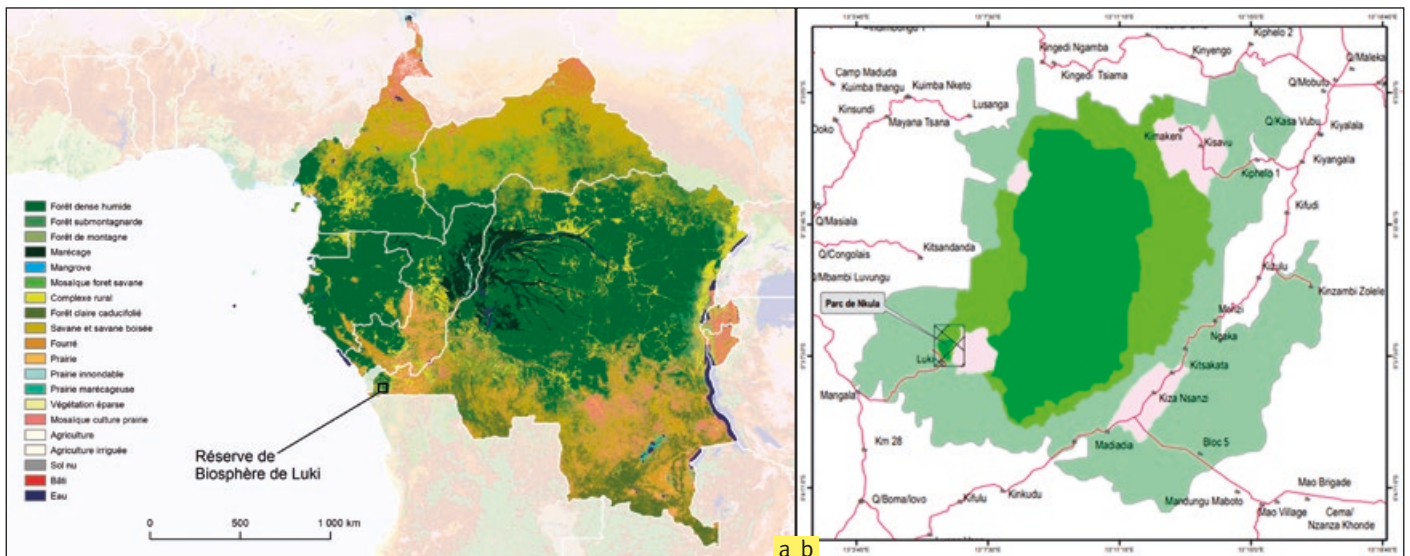 Forêt dense humide
Forêt submontagnarde
Forêt de montagne
Marécage
Mangrove
Mosaïque foret savane
Complexe rural
Forêt claire caducifolié
Savane et savane boisée
Fourré
Prairie
Prairie innondable
Prairie marécageuse
Végétation éparse
Mosaïque culture prairie
Agriculture
Agriculture irriguée
Sol nu
Bâti
Eau
Réserve de
Biosphère de Luki
0 500 1 000 km
a b
Kiphelo 2
Kingedi Ngamba
Kinyengo
Q/Maleka
Camp Maduda
Kingedi Tsiama
Q/Mobutu
Kuimba thangu
Kuimba Nketo
Kinsundi
Lusanga
Mayana Tsana
Doko
Q/Kasa Vubu
Kimakeni
Kiyalala
Kisavu
Kiyangala
Kiphelo 1
Q/Masiala
Kifudi
Kitsandanda
Q/Congolais
Kizulu
Q/Mbambi Luvungu
Kinzambi Zolele
Parc de Nkula
Monzi
Ngaka
Luki
Kitsakata
Mangala
Kiza Nsanzi
Km 28
Madiadia
Bloc 5
Mao Brigade
Q/Boma/lovo
Kifulu
Kinkudu
Mandungu Maboto
Mao Village
Cema/
Nzanza Khonde